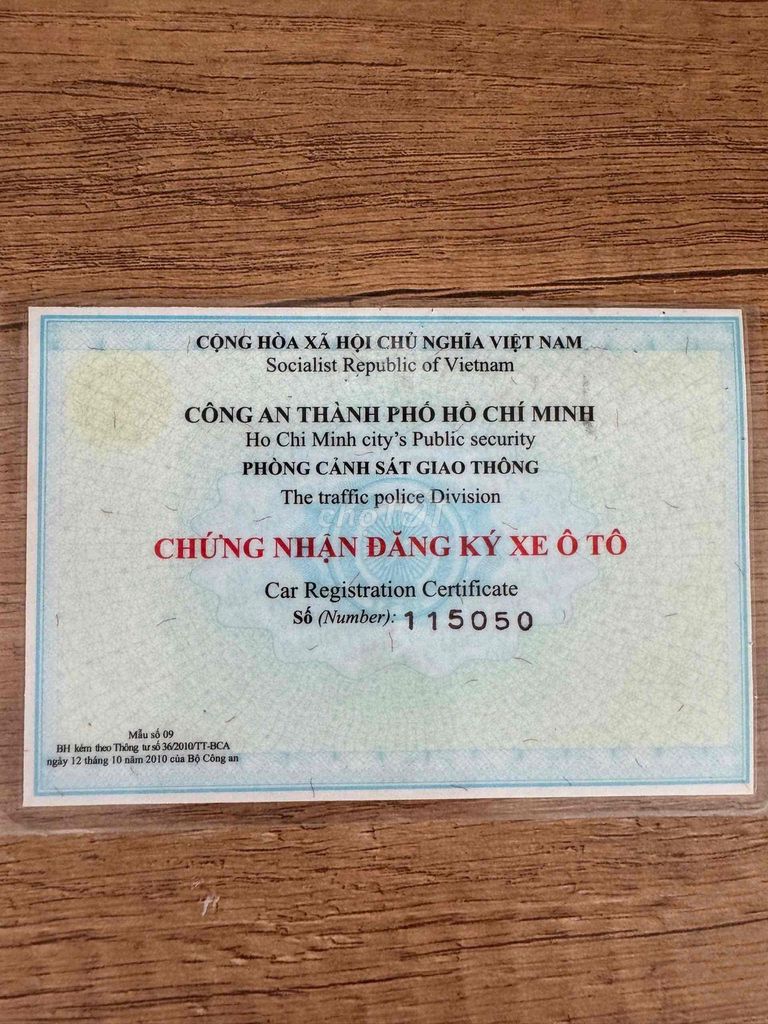 CỘNG HÒA XÃ HỘI CHỦ NGHĨA VIỆT NAM
Socialist Republic of Vietnam
CÔNG AN THÀNH PHỐ HỒ CHÍ MINH
Ho Chi Minh city's Public security
PHÒNG CẢNH SÁT GIAO THÔNG
The traffic police Division
chợ TỐT
CHỨNG NHẬN ĐĂNG KÝ XE Ô TÔ
Car Registration Certificate
Số (Number): 115050
Mẫu số 09
BH kèm theo Thông tư số 36/2010/TT-BCA
ngày 12 tháng 10 năm 2010 của Bộ Công an